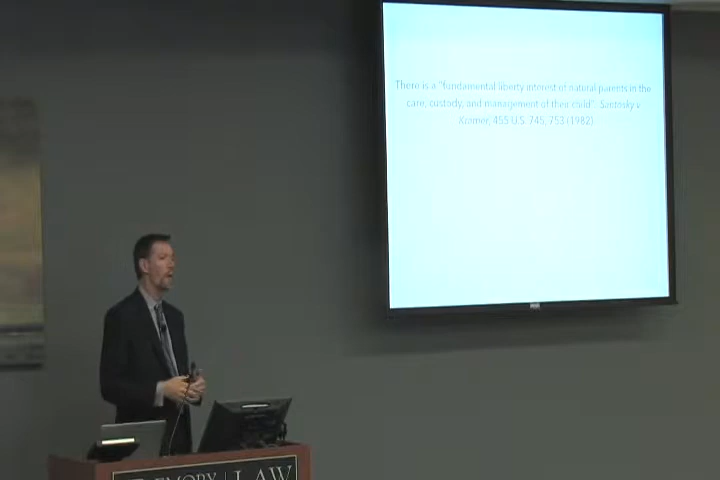 There is a "fundamental liberty interest of natural parents in the
care, custody, and management of their child". Santosky v.
Kramer, 455 U.S. 745, 753 (1982)
EMORY | LAW